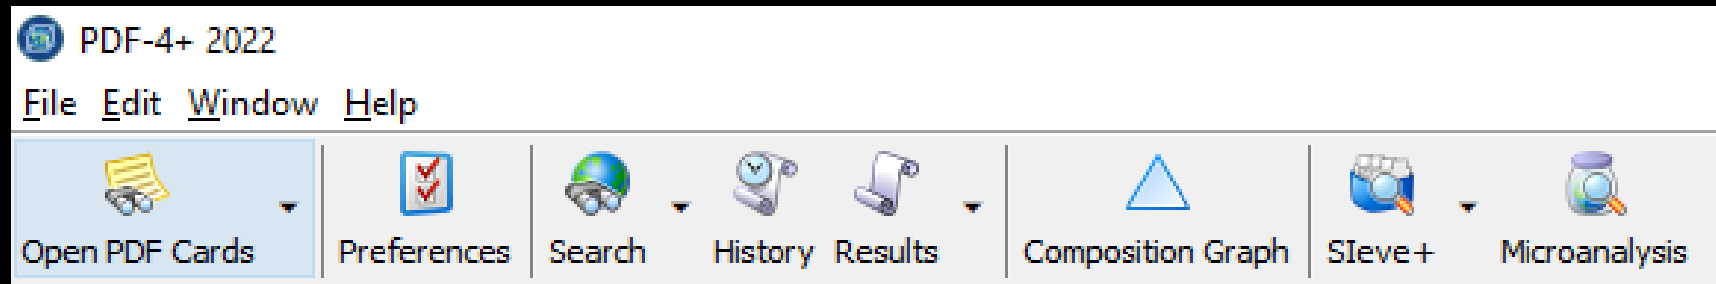 PDF-4+ 2022
File Edit Window Help
Open PDF Cards Preferences Search History Results Composition Graph SIeve+ Microanalysis